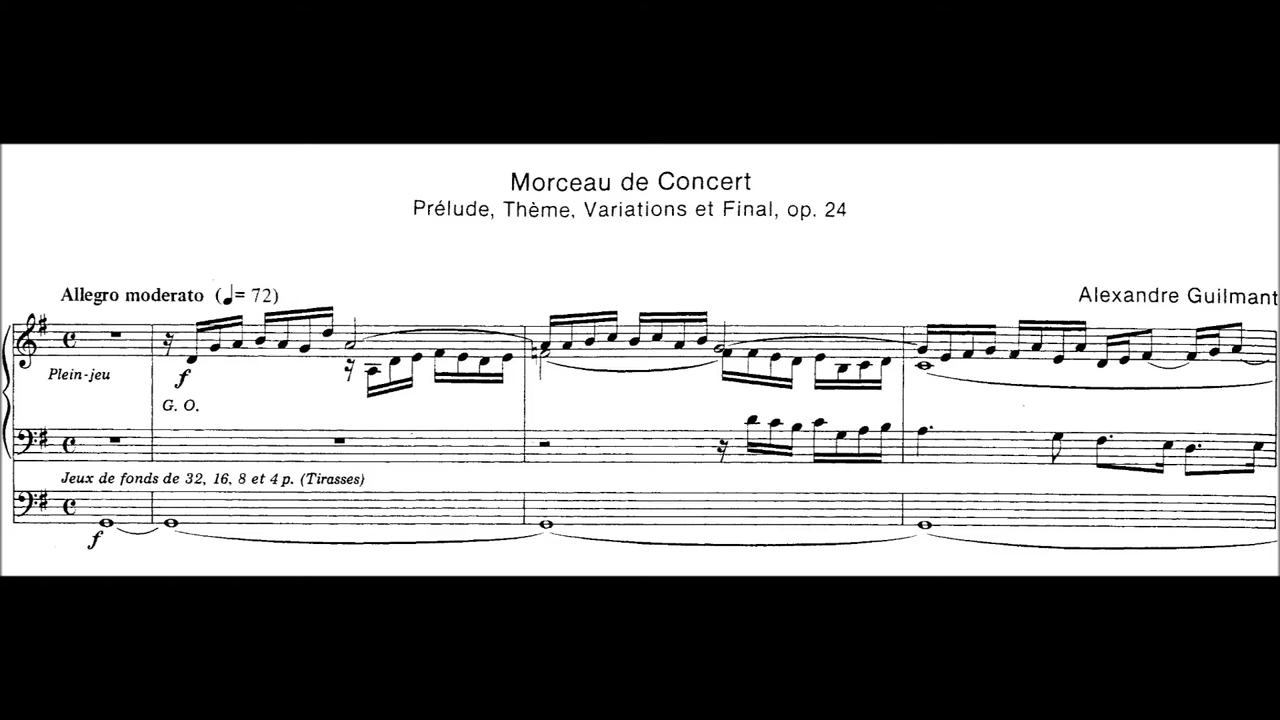 Morceau de Concert
Prélude, Thème, Variations et Final, op. 24
Allegro moderato (♩= 72)
Alexandre Guilmant
Plein-jeu
f
G. O.
Jeux de fonds de 32, 16, 8 et 4 p. (Tirasses)
f